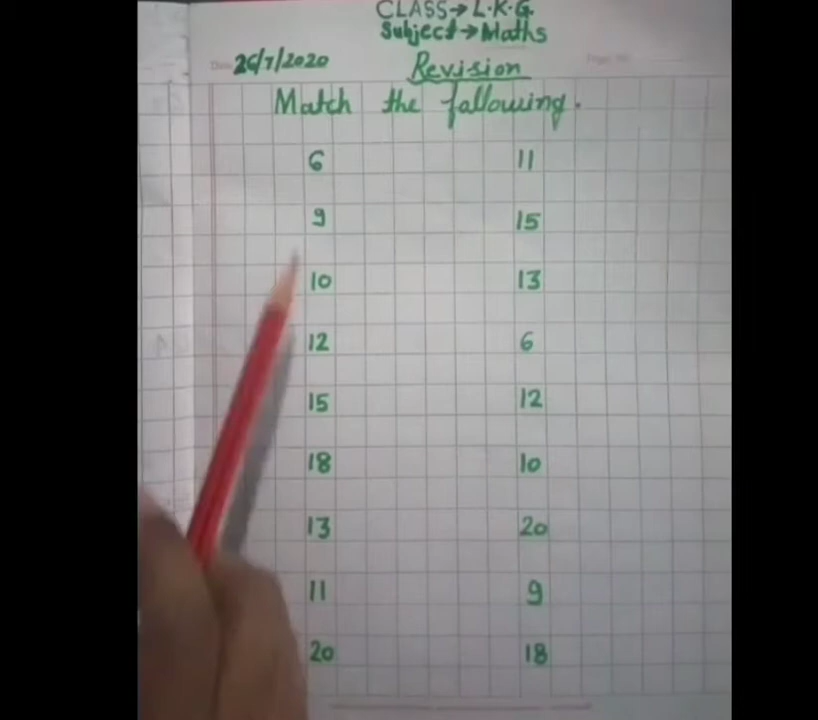 CLASS→L.K.G.
Subject→Maths
26/7/2020 Revision
Match the following.
6 11
9 15
10 13
12 6
15 12
18 10
13 20
11 9
20 18